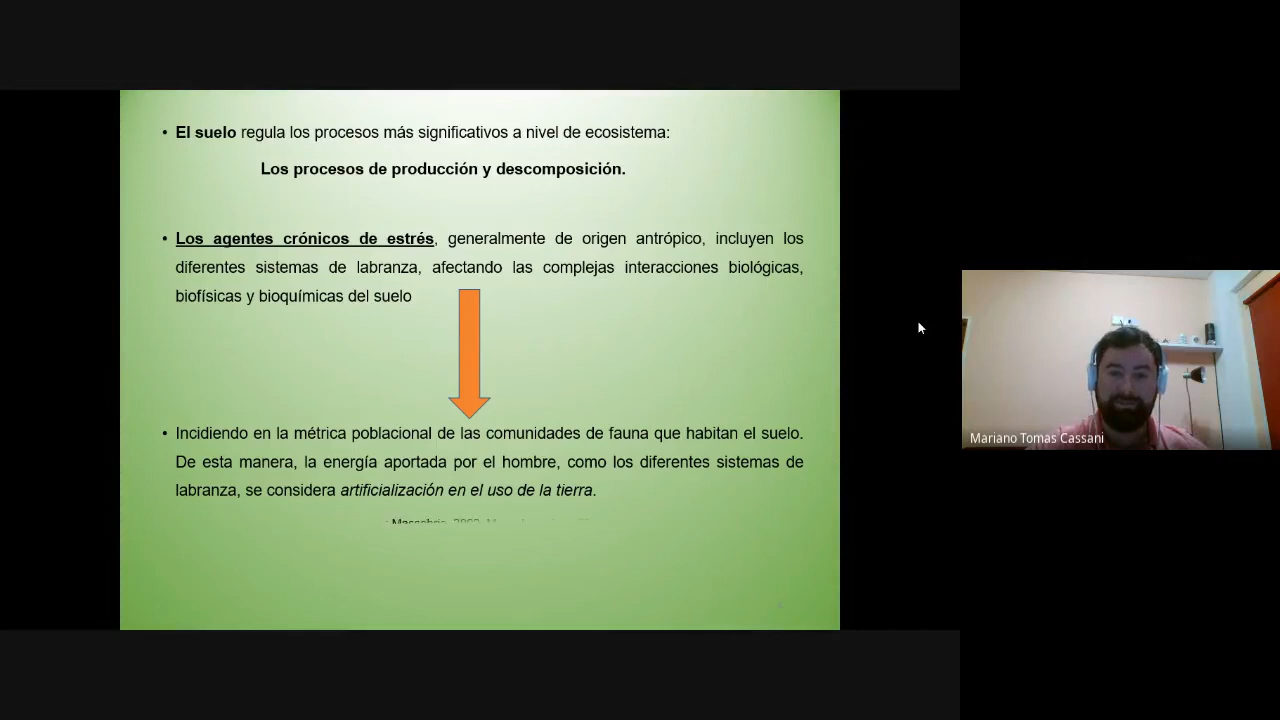 • El suelo regula los procesos más significativos a nivel de ecosistema:
Los procesos de producción y descomposición.
• Los agentes crónicos de estrés, generalmente de origen antrópico, incluyen los
diferentes sistemas de labranza, afectando las complejas interacciones biológicas,
biofísicas y bioquímicas del suelo
• Incidiendo en la métrica poblacional de las comunidades de fauna que habitan el suelo.
De esta manera, la energía aportada por el hombre, como los diferentes sistemas de
labranza, se considera artificialización en el uso de la tierra.
Mariano Tomas Cassani